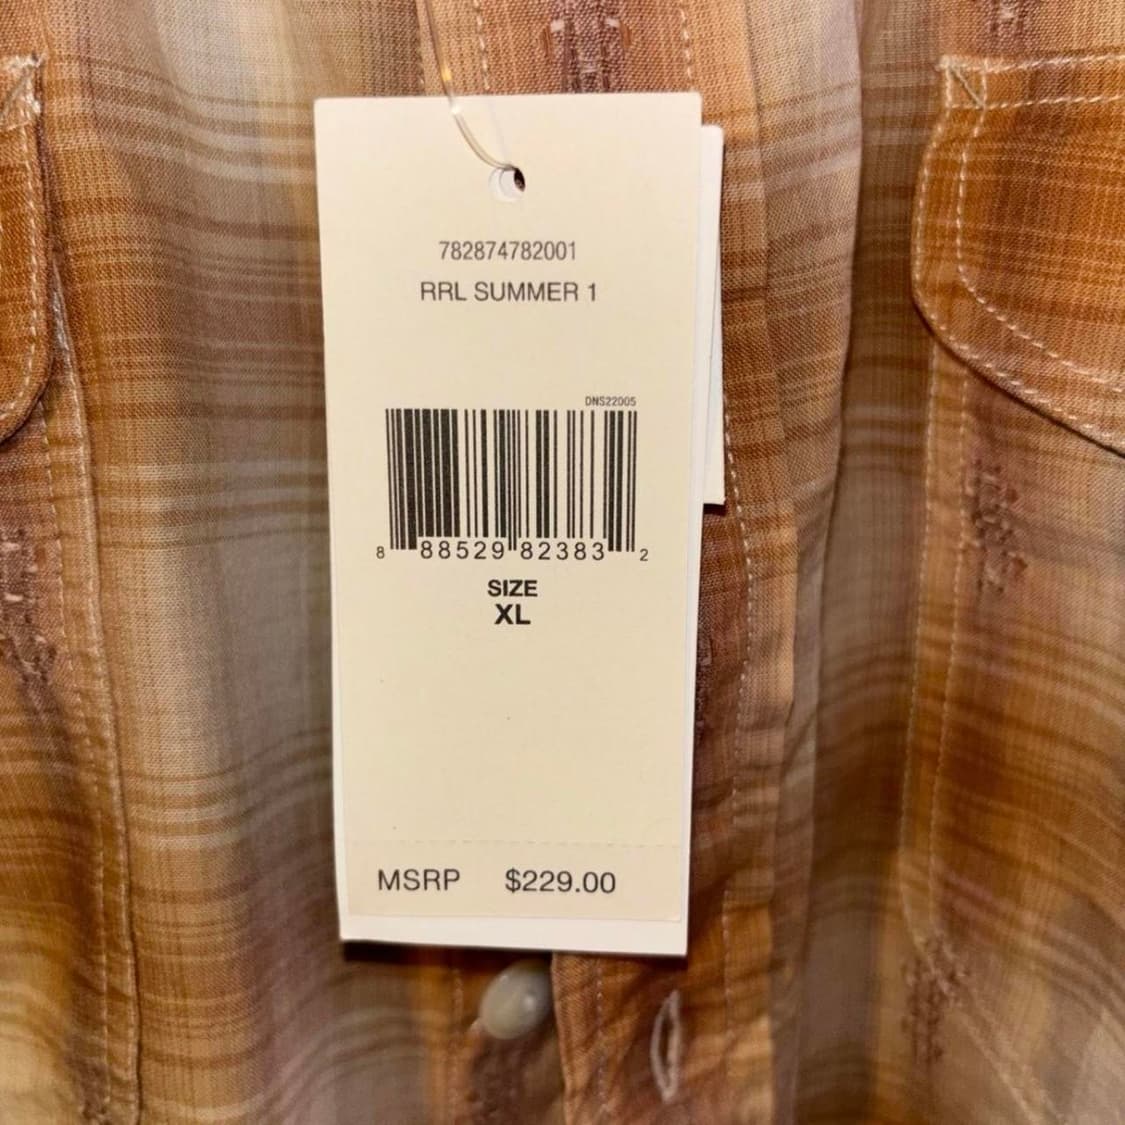 782874782001
RRL SUMMER 1
DNS22005
8 88529 82383 2
SIZE
XL
MSRP $229.00